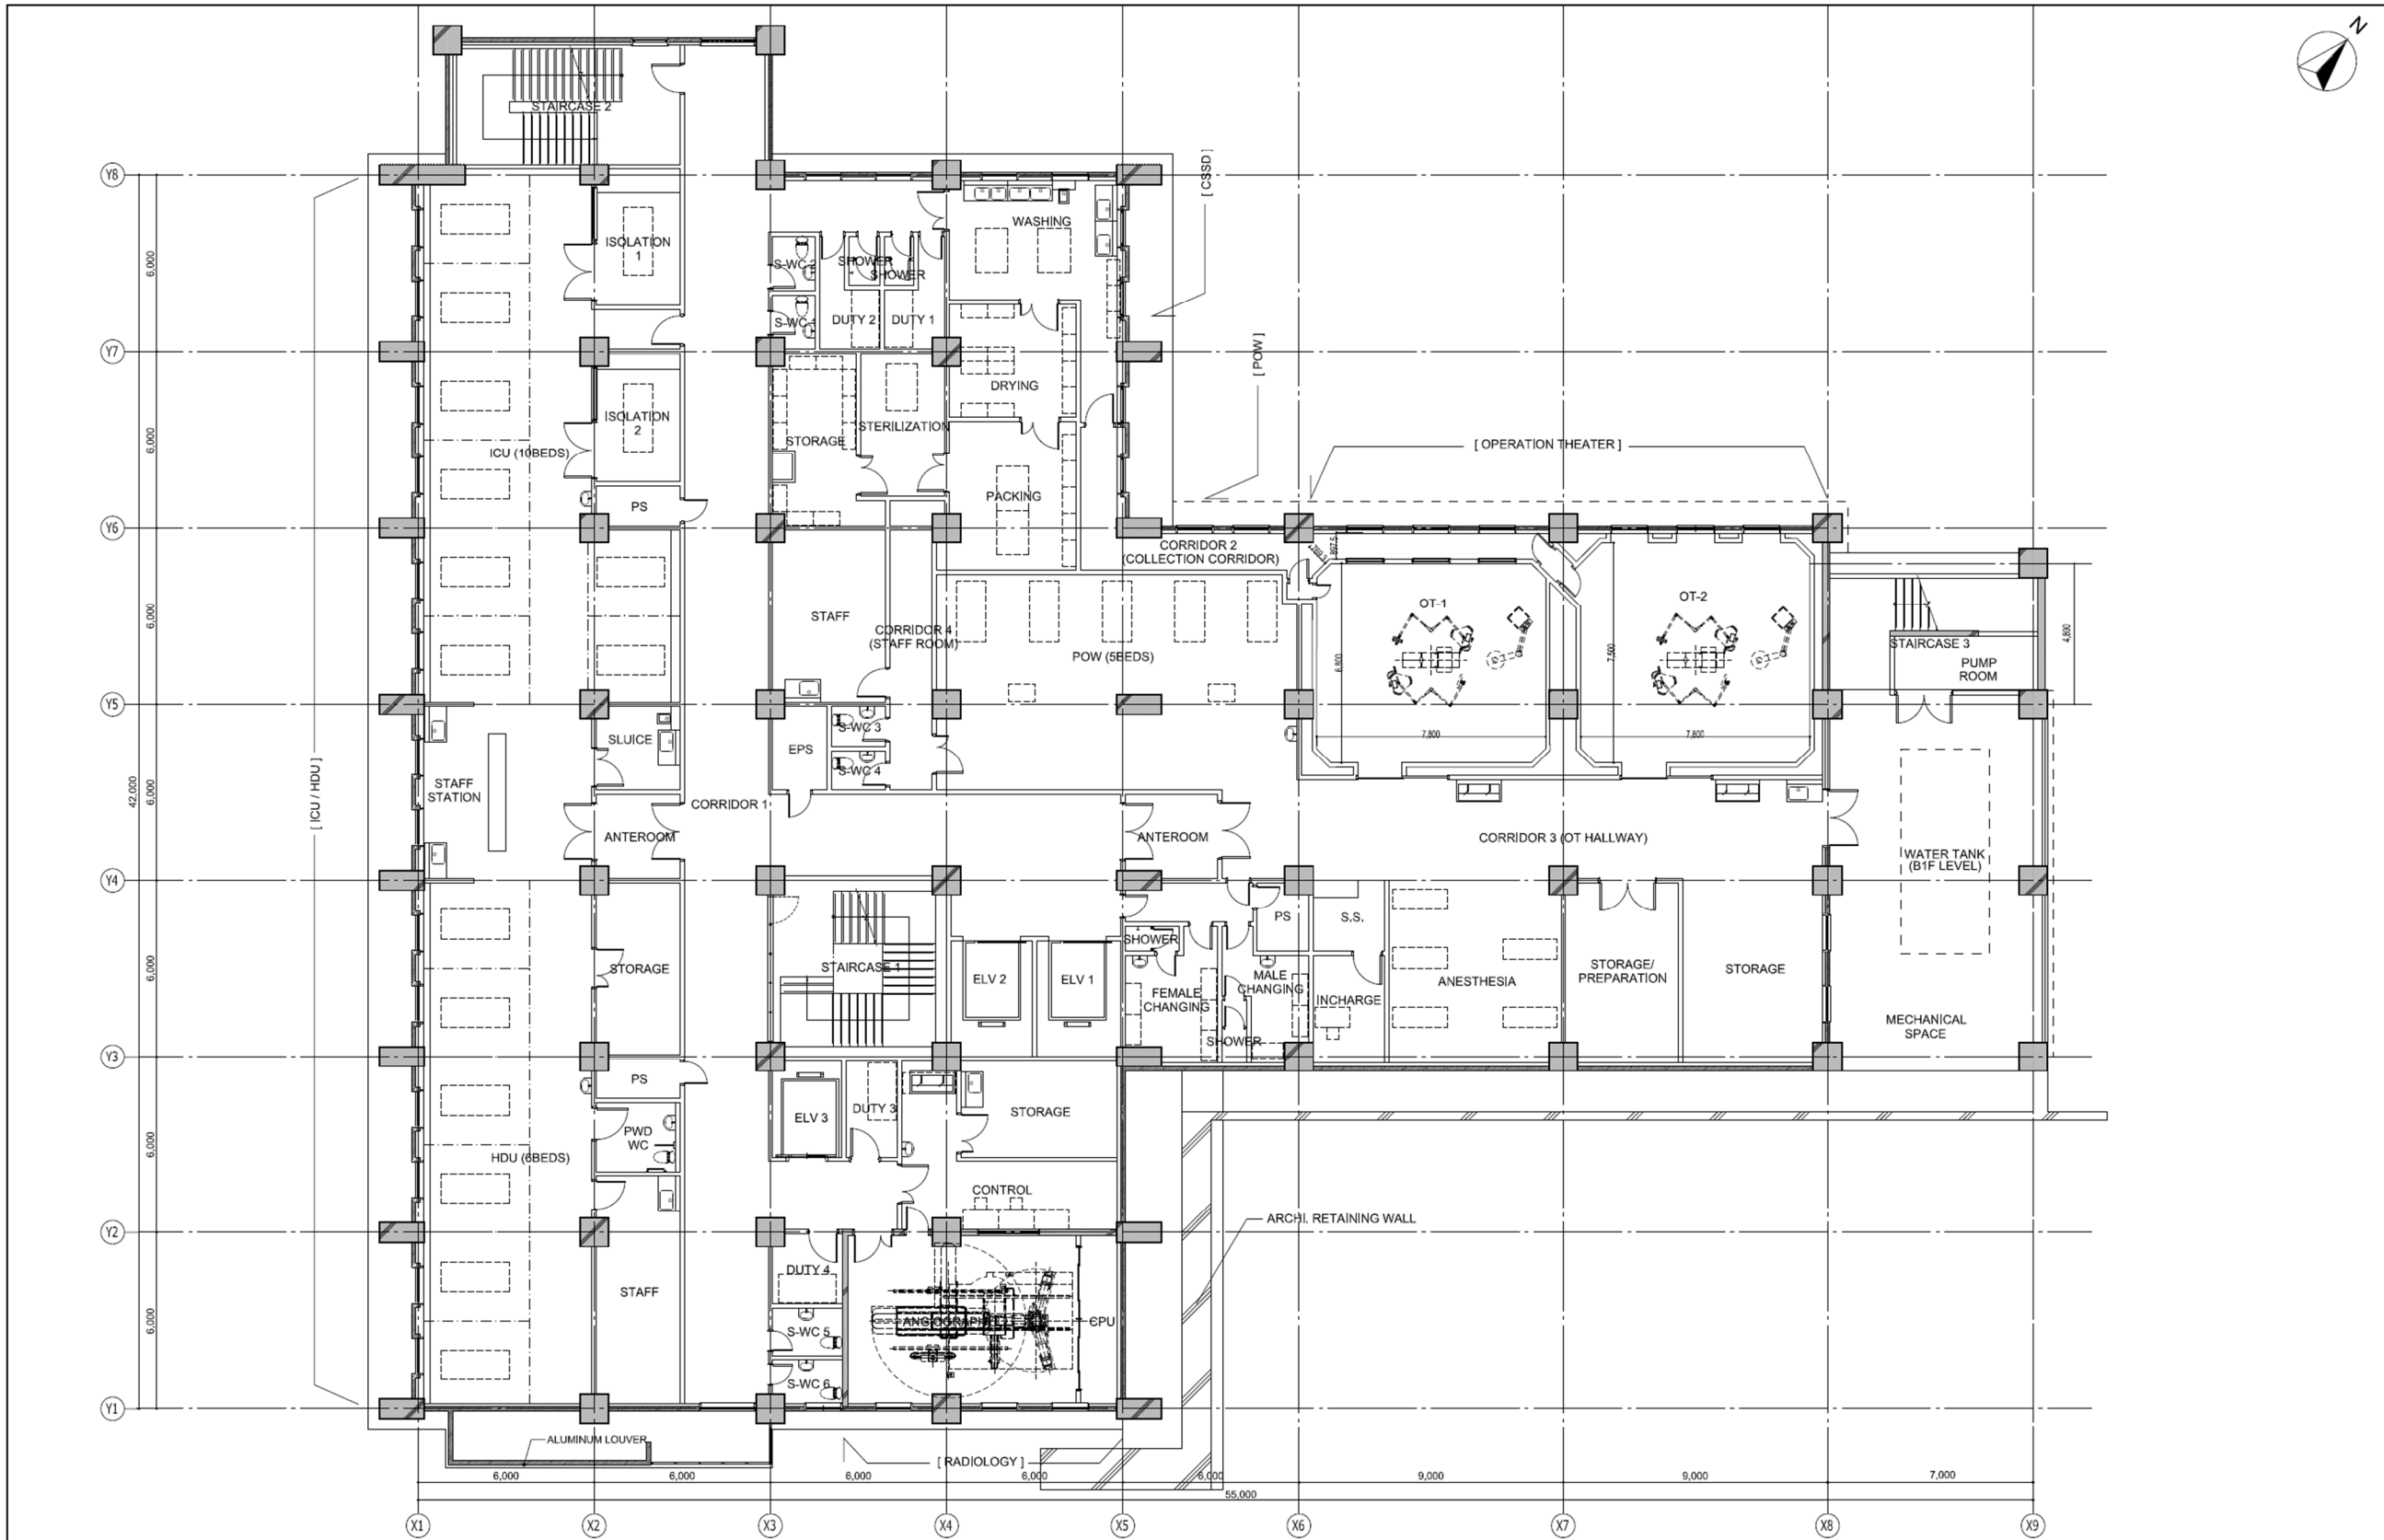 N
STAIRCASE 2
Y8
[ CSSD ]
WASHING
ISOLATION
1
S-WC 2
SHOWER
SHOWER
6,000
S-WC 1
DUTY 2
DUTY 1
Y7
[ POW ]
DRYING
ISOLATION
2
STERILIZATION
STORAGE
[ OPERATION THEATER ]
6,000
ICU (10BEDS)
PACKING
PS
Y6
CORRIDOR 2
(COLLECTION CORRIDOR)
897.5
OT-1
OT-2
6,000
STAFF
CORRIDOR 4
(STAFF ROOM)
POW (5BEDS)
6,800
7,500
STAIRCASE 3
4,800
PUMP
ROOM
Y5
S-WC 3
7,800
7,800
SLUICE
EPS
S-WC 4
[ ICU / HDU ]
42,000
6,000
STAFF
STATION
CORRIDOR 1
ANTEROOM
ANTEROOM
CORRIDOR 3 (OT HALLWAY)
WATER TANK
(B1F LEVEL)
Y4
PS
S.S.
SHOWER
6,000
STORAGE
STAIRCASE 1
ELV 2
ELV 1
MALE
CHANGING
FEMALE
CHANGING
INCHARGE
ANESTHESIA
STORAGE/
PREPARATION
STORAGE
MECHANICAL
SPACE
SHOWER
Y3
PS
ELV 3
DUTY 3
STORAGE
6,000
PWD
WC
HDU (6BEDS)
CONTROL
Y2
ARCHI. RETAINING WALL
DUTY 4
STAFF
6,000
CPU
S-WC 5
S-WC 6
Y1
ALUMINUM LOUVER
[ RADIOLOGY ]
6,000
6,000
6,000
6,000
6,000
9,000
9,000
7,000
55,000
X1
X2
X3
X4
X5
X6
X7
X8
X9